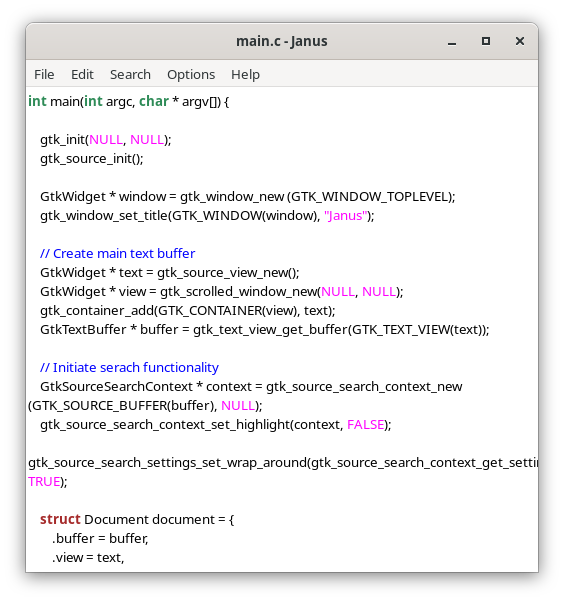 main.c - Janus
File Edit Search Options Help
int main(int argc, char * argv[]) {
gtk_init(NULL, NULL);
gtk_source_init();
GtkWidget * window = gtk_window_new (GTK_WINDOW_TOPLEVEL);
gtk_window_set_title(GTK_WINDOW(window), "Janus");
// Create main text buffer
GtkWidget * text = gtk_source_view_new();
GtkWidget * view = gtk_scrolled_window_new(NULL, NULL);
gtk_container_add(GTK_CONTAINER(view), text);
GtkTextBuffer * buffer = gtk_text_view_get_buffer(GTK_TEXT_VIEW(text));
// Initiate serach functionality
GtkSourceSearchContext * context = gtk_source_search_context_new
(GTK_SOURCE_BUFFER(buffer), NULL);
gtk_source_search_context_set_highlight(context, FALSE);
gtk_source_search_settings_set_wrap_around(gtk_source_search_context_get_settin
TRUE);
struct Document document = {
.buffer = buffer,
.view = text,